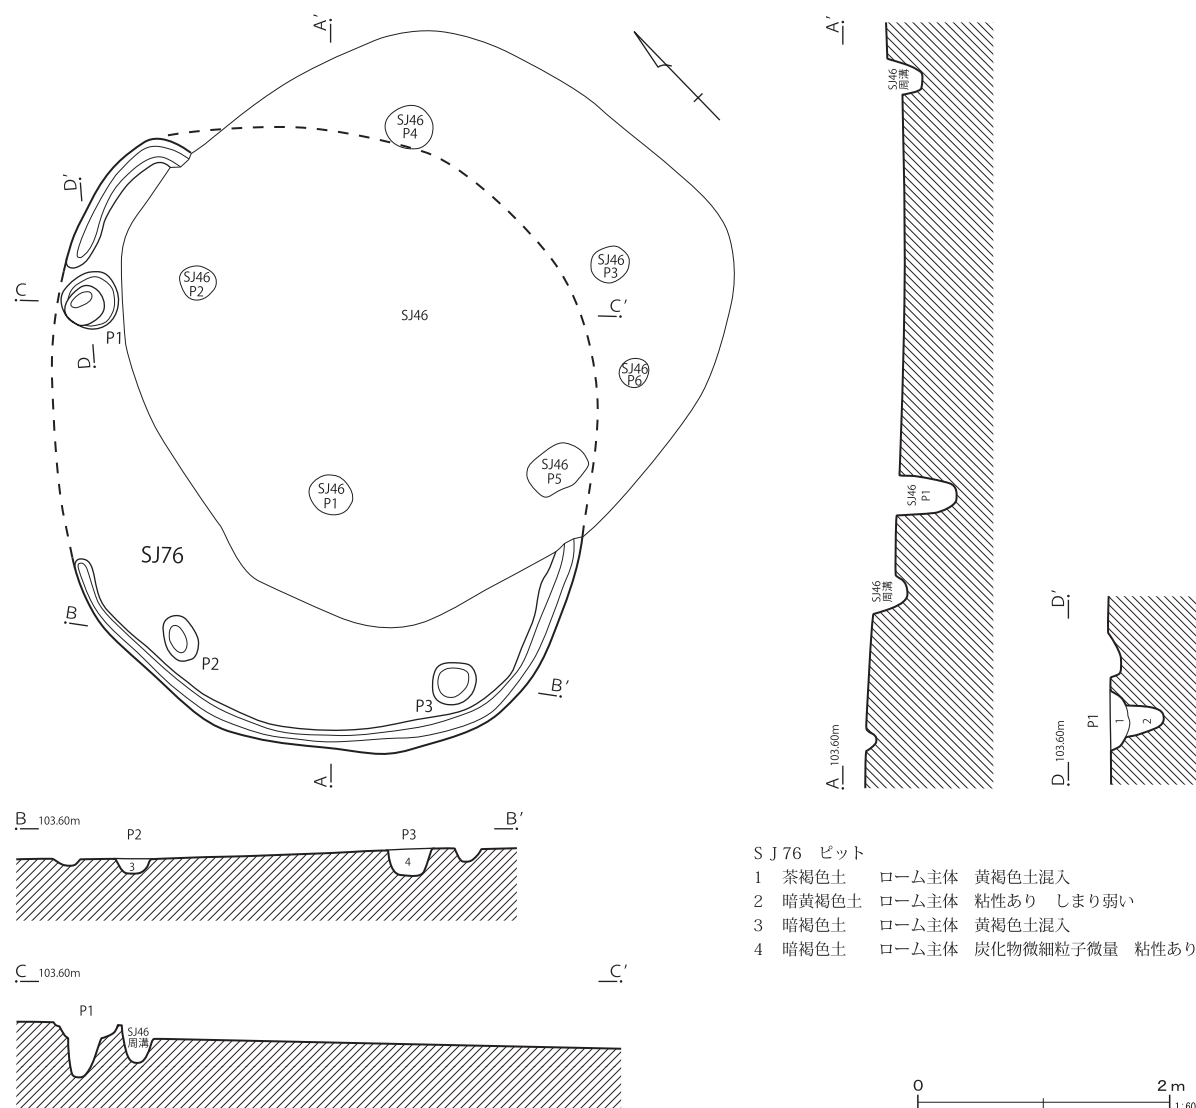 A′
A′
SJ46
P4
D′
SJ46
周溝
C
SJ46
P2
SJ46
P3
C′
SJ46
P1
D
SJ46
P6
SJ46
P5
SJ46
P1
SJ46
P1
SJ76
B
P2
SJ46
周溝
D′
B′
P3
P1
1
2
A
A 103.60m
D 103.60m
B 103.60m
B′
P2
P3
3
4
SJ76 ピット
1 茶褐色土 ローム主体 黄褐色土混入
2 暗黄褐色土 ローム主体 粘性あり しまり弱い
3 暗褐色土 ローム主体 黄褐色土混入
4 暗褐色土 ローム主体 炭化物微細粒子微量 粘性あり
C 103.60m
C′
P1
SJ46
周溝
0 2m
1:60